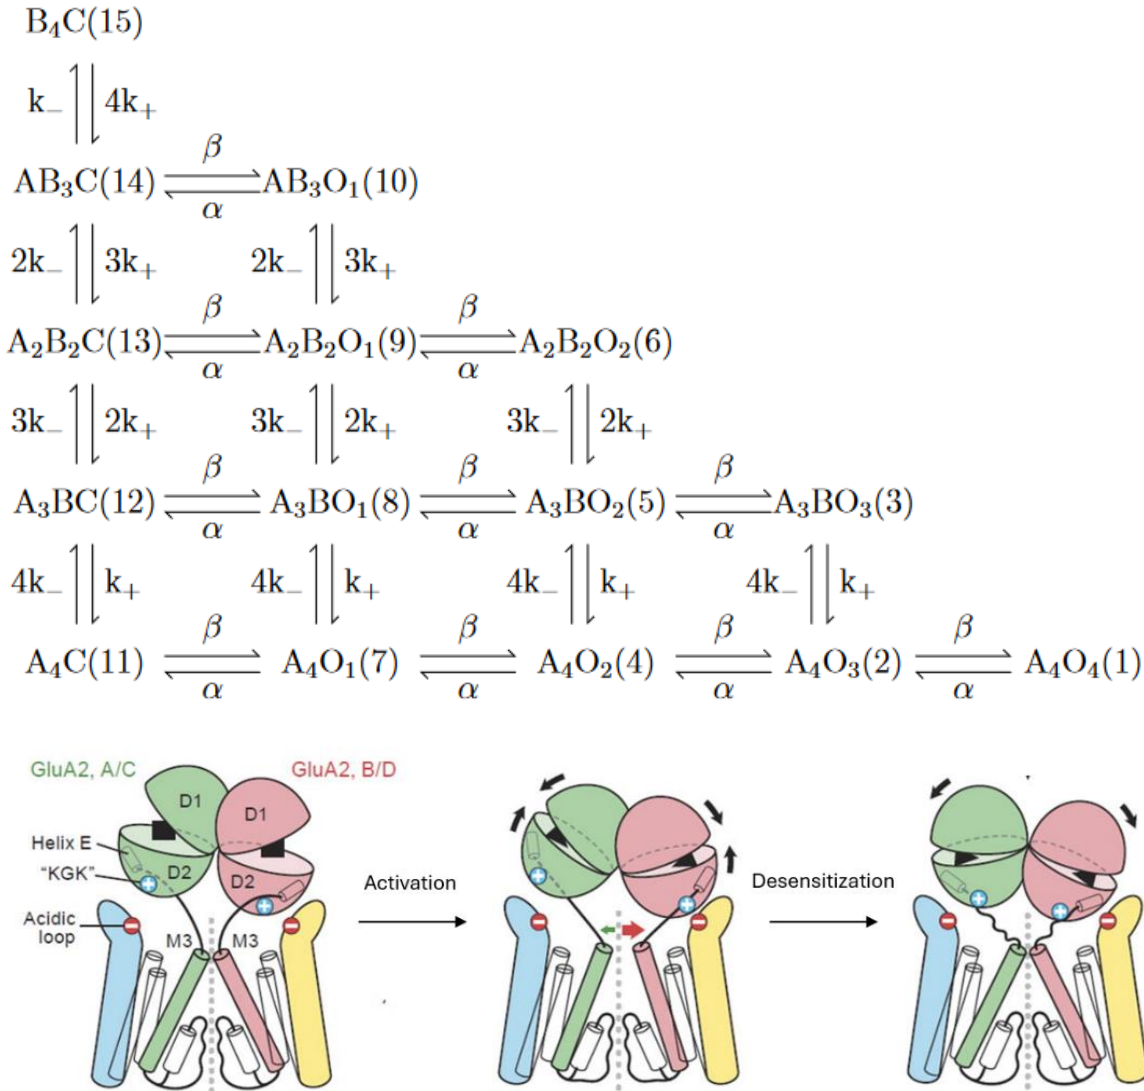 B₄C(15)
k₋ 4k₊
β
AB₃C(14) AB₃O₁(10)
α
2k₋ 3k₊ 2k₋ 3k₊
β β
A₂B₂C(13) A₂B₂O₁(9) A₂B₂O₂(6)
α α
3k₋ 2k₊ 3k₋ 2k₊ 3k₋ 2k₊
β β β
A₃BC(12) A₃BO₁(8) A₃BO₂(5) A₃BO₃(3)
α α α
4k₋ k₊ 4k₋ k₊ 4k₋ k₊ 4k₋ k₊
β β β β
A₄C(11) A₄O₁(7) A₄O₂(4) A₄O₃(2) A₄O₄(1)
α α α α
GluA2, A/C GluA2, B/D
D1 D1
Helix E
D2 D2
"KGK"
Activation Desensitization
Acidic
loop
M3 M3
+ + + + + +
− − − − − −